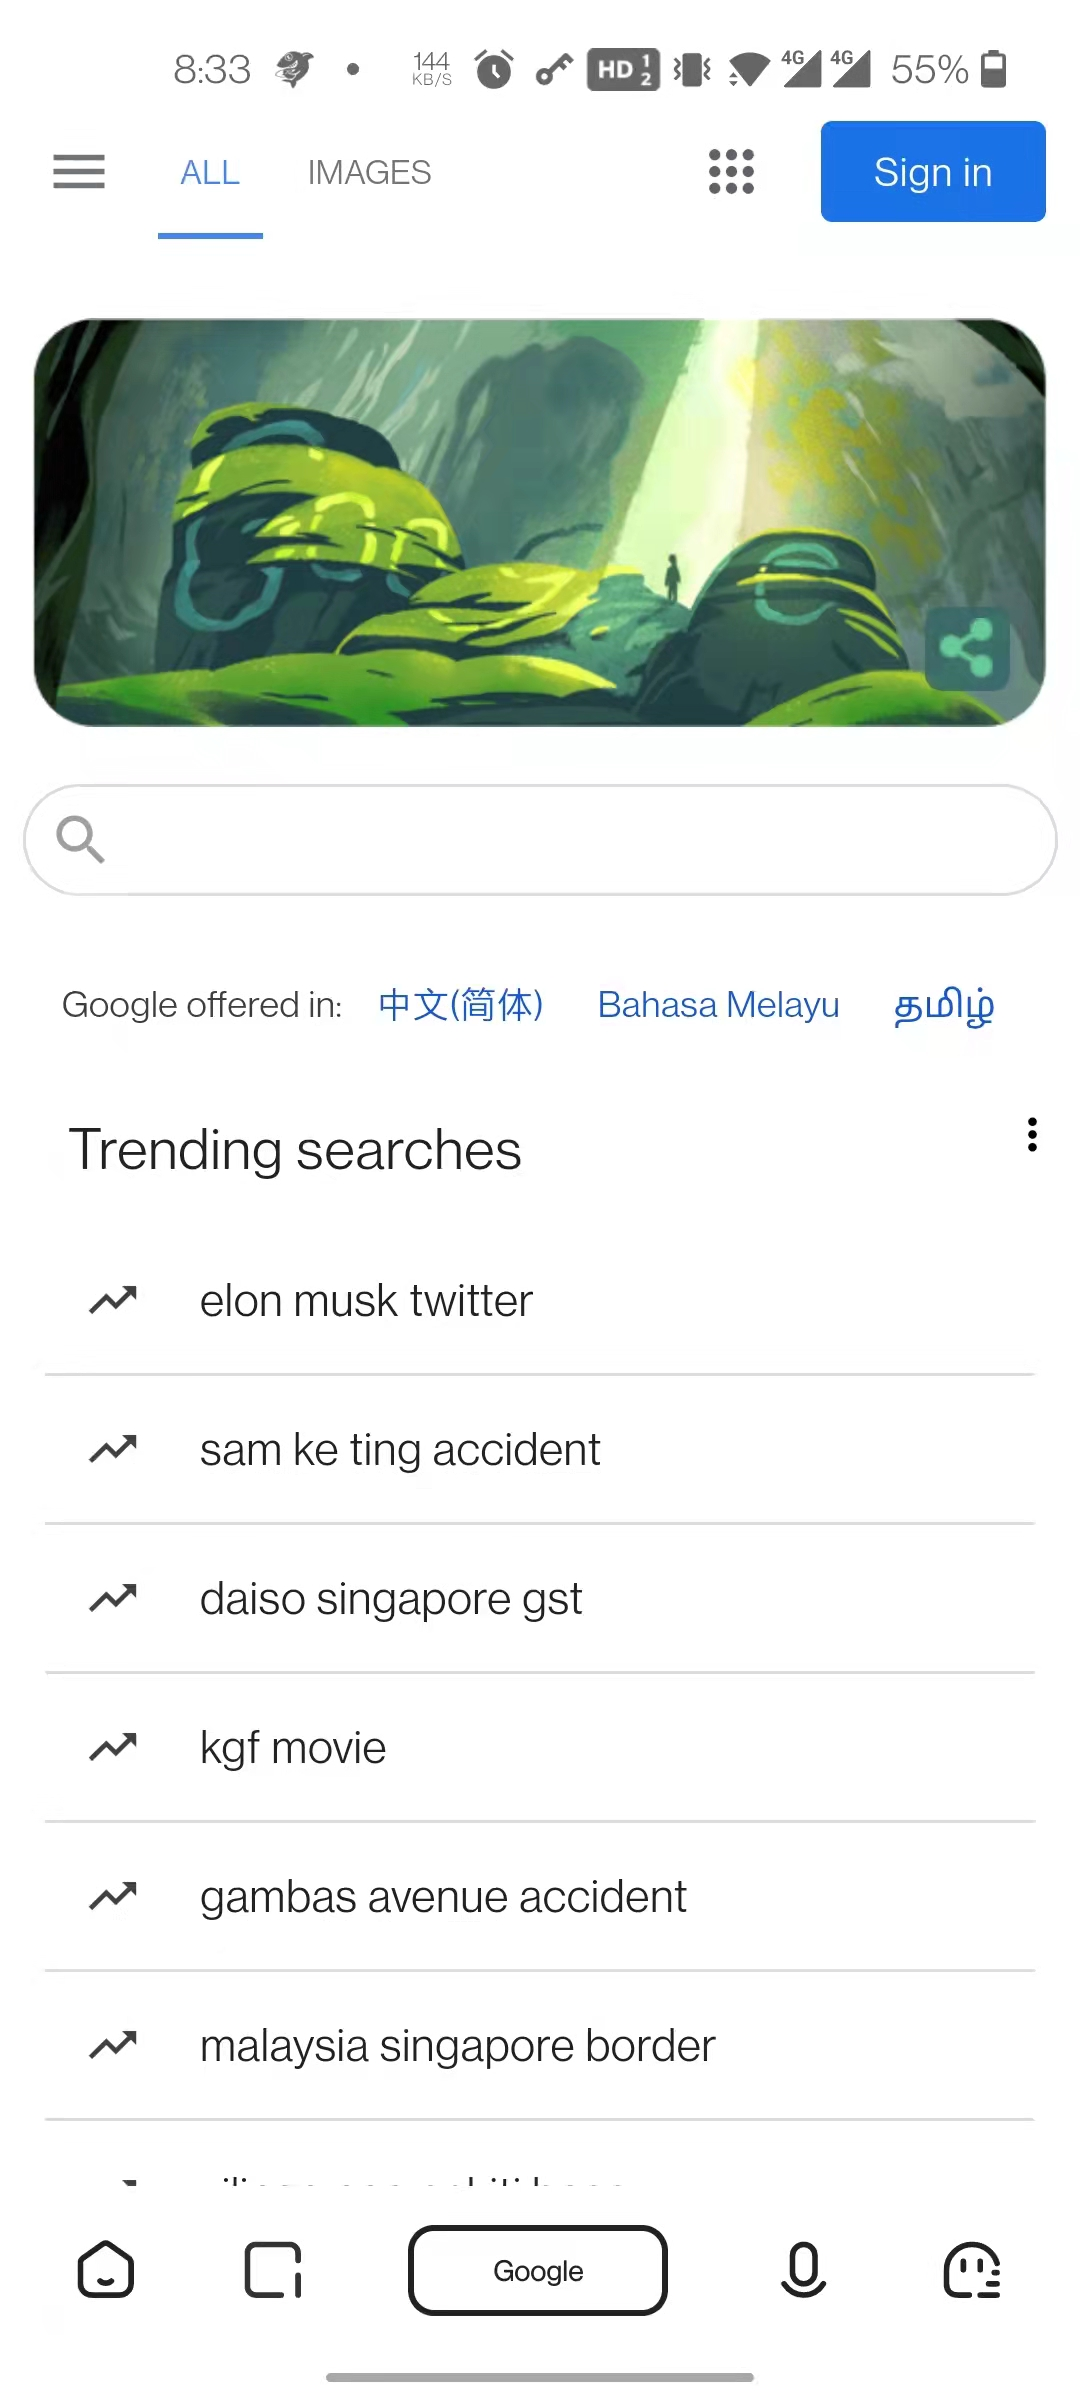 8:33 144 KB/S HD 1 2 4G 4G 55%
ALL IMAGES Sign in
Google offered in: 中文(简体) Bahasa Melayu தமிழ்
Trending searches
elon musk twitter
sam ke ting accident
daiso singapore gst
kgf movie
gambas avenue accident
malaysia singapore border
Google